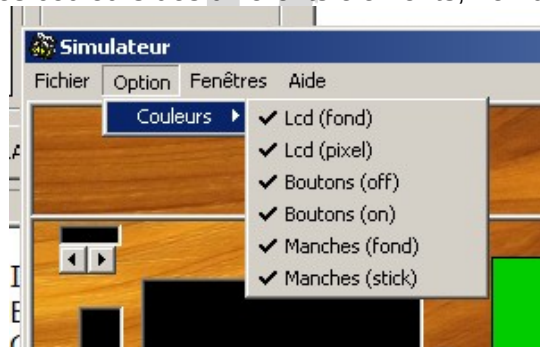 Simulateur
Fichier Option Fenêtres Aide
Couleurs
Lcd (fond)
Lcd (pixel)
Boutons (off)
Boutons (on)
Manches (fond)
Manches (stick)